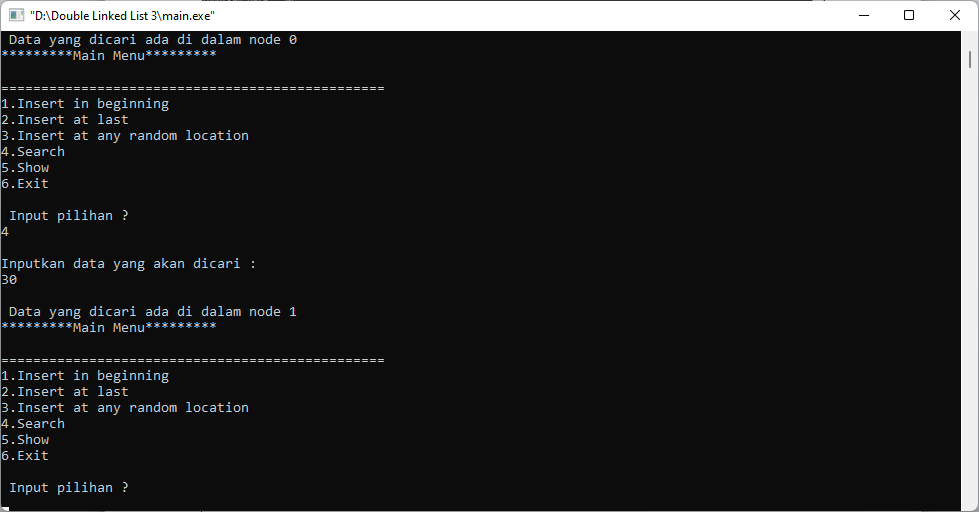 "D:\Double Linked List 3\main.exe"
Data yang dicari ada di dalam node 0
*********Main Menu*********
================================================
1.Insert in beginning
2.Insert at last
3.Insert at any random location
4.Search
5.Show
6.Exit
Input pilihan ?
4
Inputkan data yang akan dicari :
30
Data yang dicari ada di dalam node 1
*********Main Menu*********
================================================
1.Insert in beginning
2.Insert at last
3.Insert at any random location
4.Search
5.Show
6.Exit
Input pilihan ?